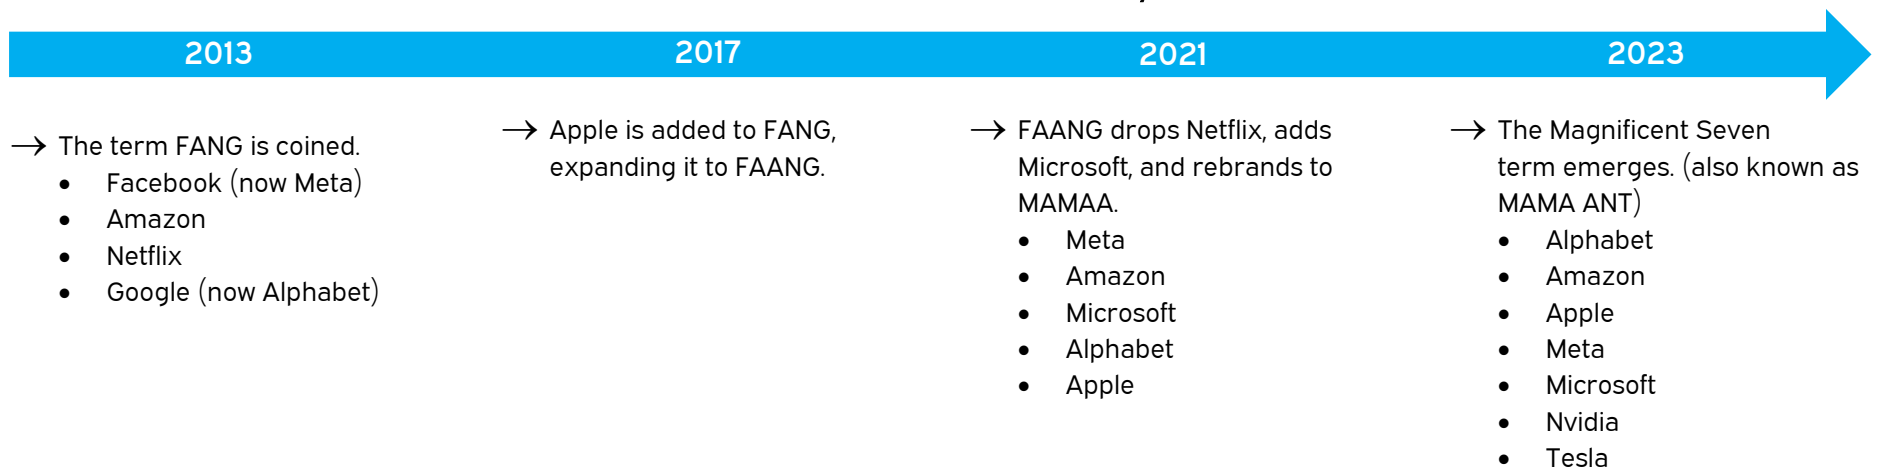 2013
→ The term FANG is coined.
• Facebook (now Meta)
• Amazon
• Netflix
• Google (now Alphabet)
2017
→ Apple is added to FANG,
expanding it to FAANG.
2021
→ FAANG drops Netflix, adds
Microsoft, and rebrands to
MAMAA.
• Meta
• Amazon
• Microsoft
• Alphabet
• Apple
2023
→ The Magnificent Seven
term emerges. (also known as
MAMA ANT)
• Alphabet
• Amazon
• Apple
• Meta
• Microsoft
• Nvidia
• Tesla